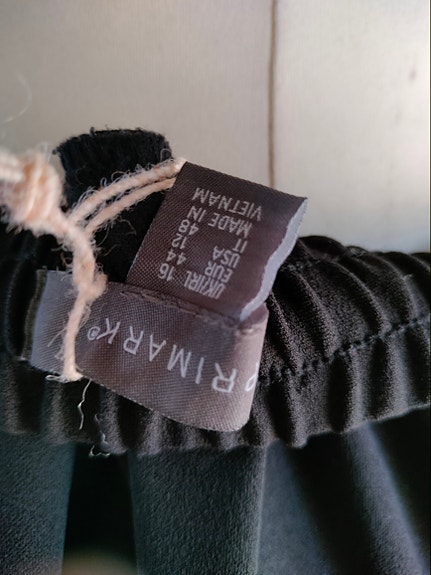 PRIMARK®
UK/IRL 16
EUR 44
USA 12
IT 48
MADE IN
VIETNAM